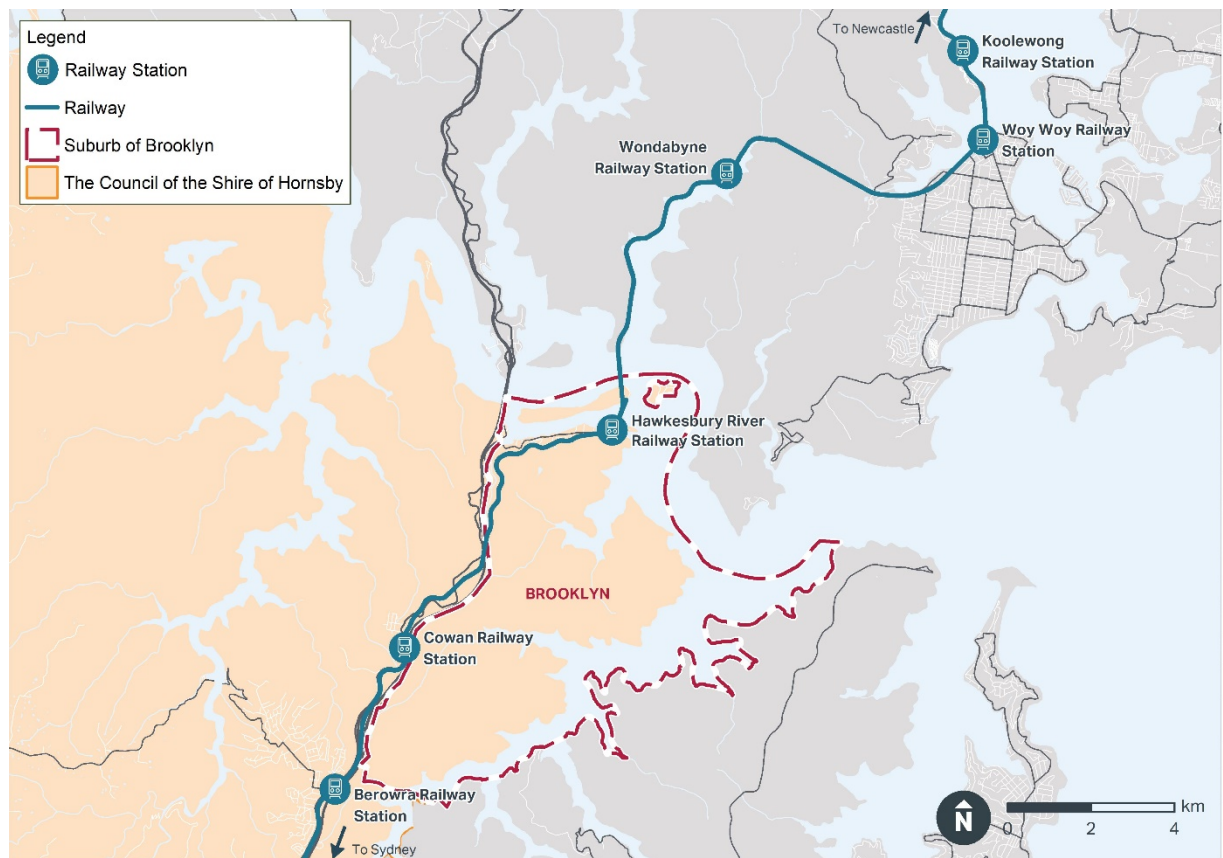 Legend
Railway Station
Railway
Suburb of Brooklyn
The Council of the Shire of Hornsby
To Newcastle
Koolewong
Railway Station
Woy Woy Railway
Station
Wondabyne
Railway Station
Hawkesbury River
Railway Station
BROOKLYN
Cowan Railway
Station
Berowra Railway
Station
To Sydney
N
km
0 2 4